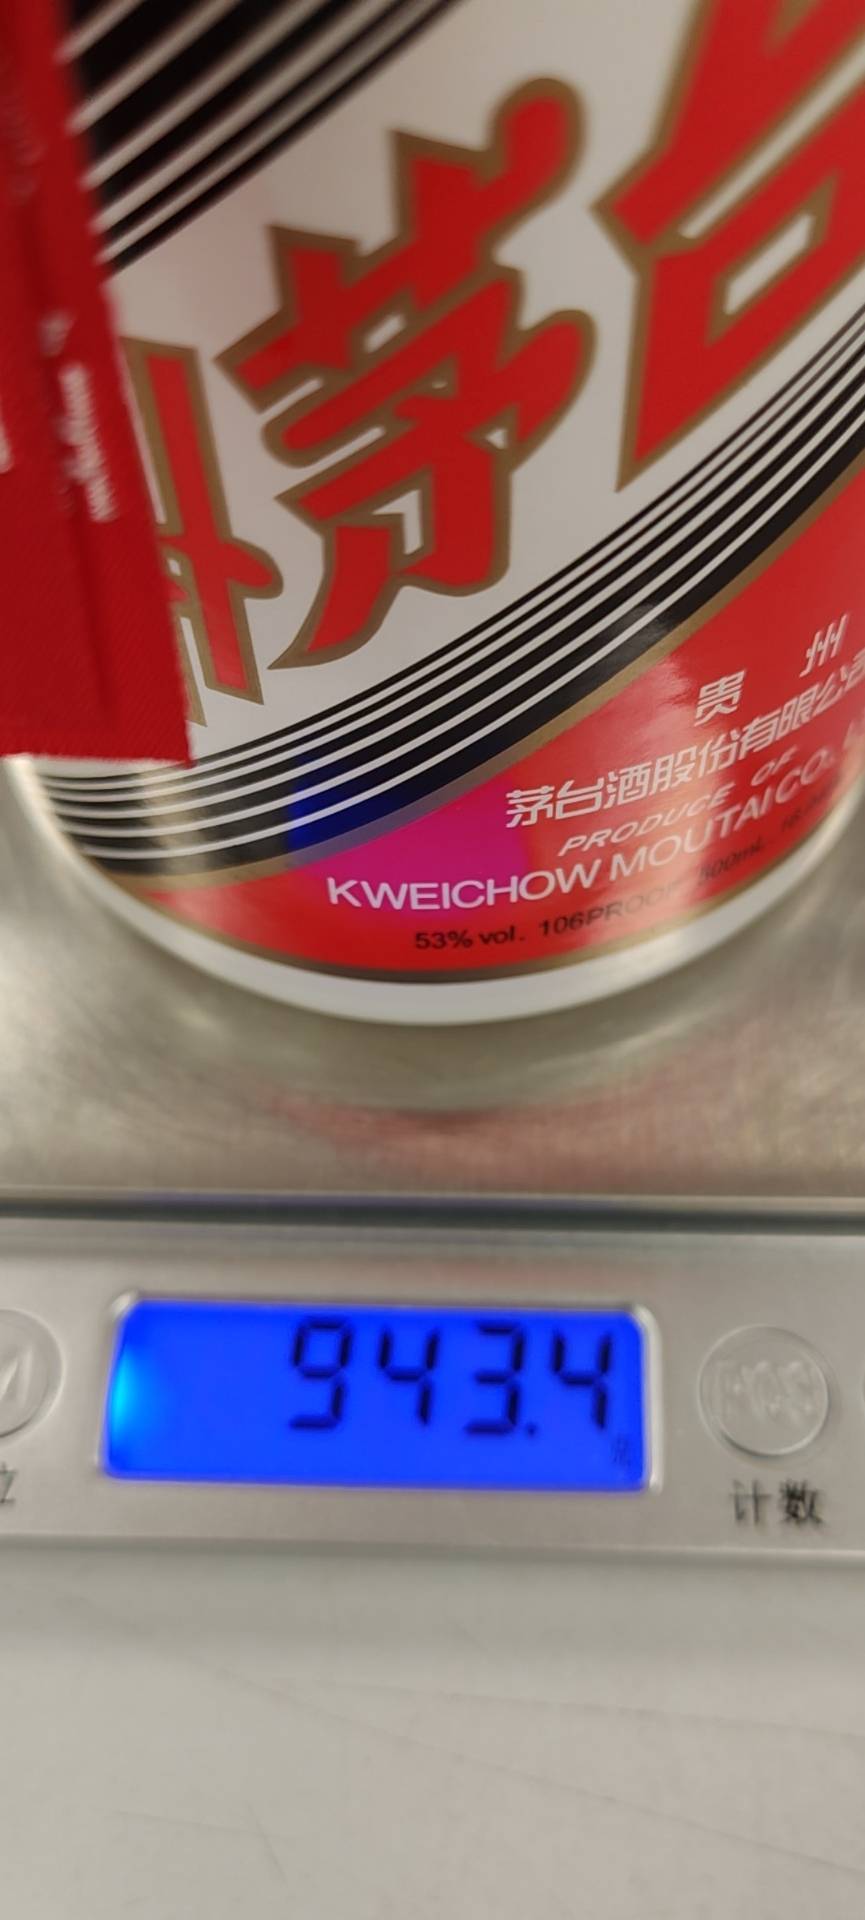 茅台
贵 州
茅台酒股份有限公
PRODUCE OF
KWEICHOW MOUTAI CO.
53% vol. 106PROOF 500mL
943.4
计数